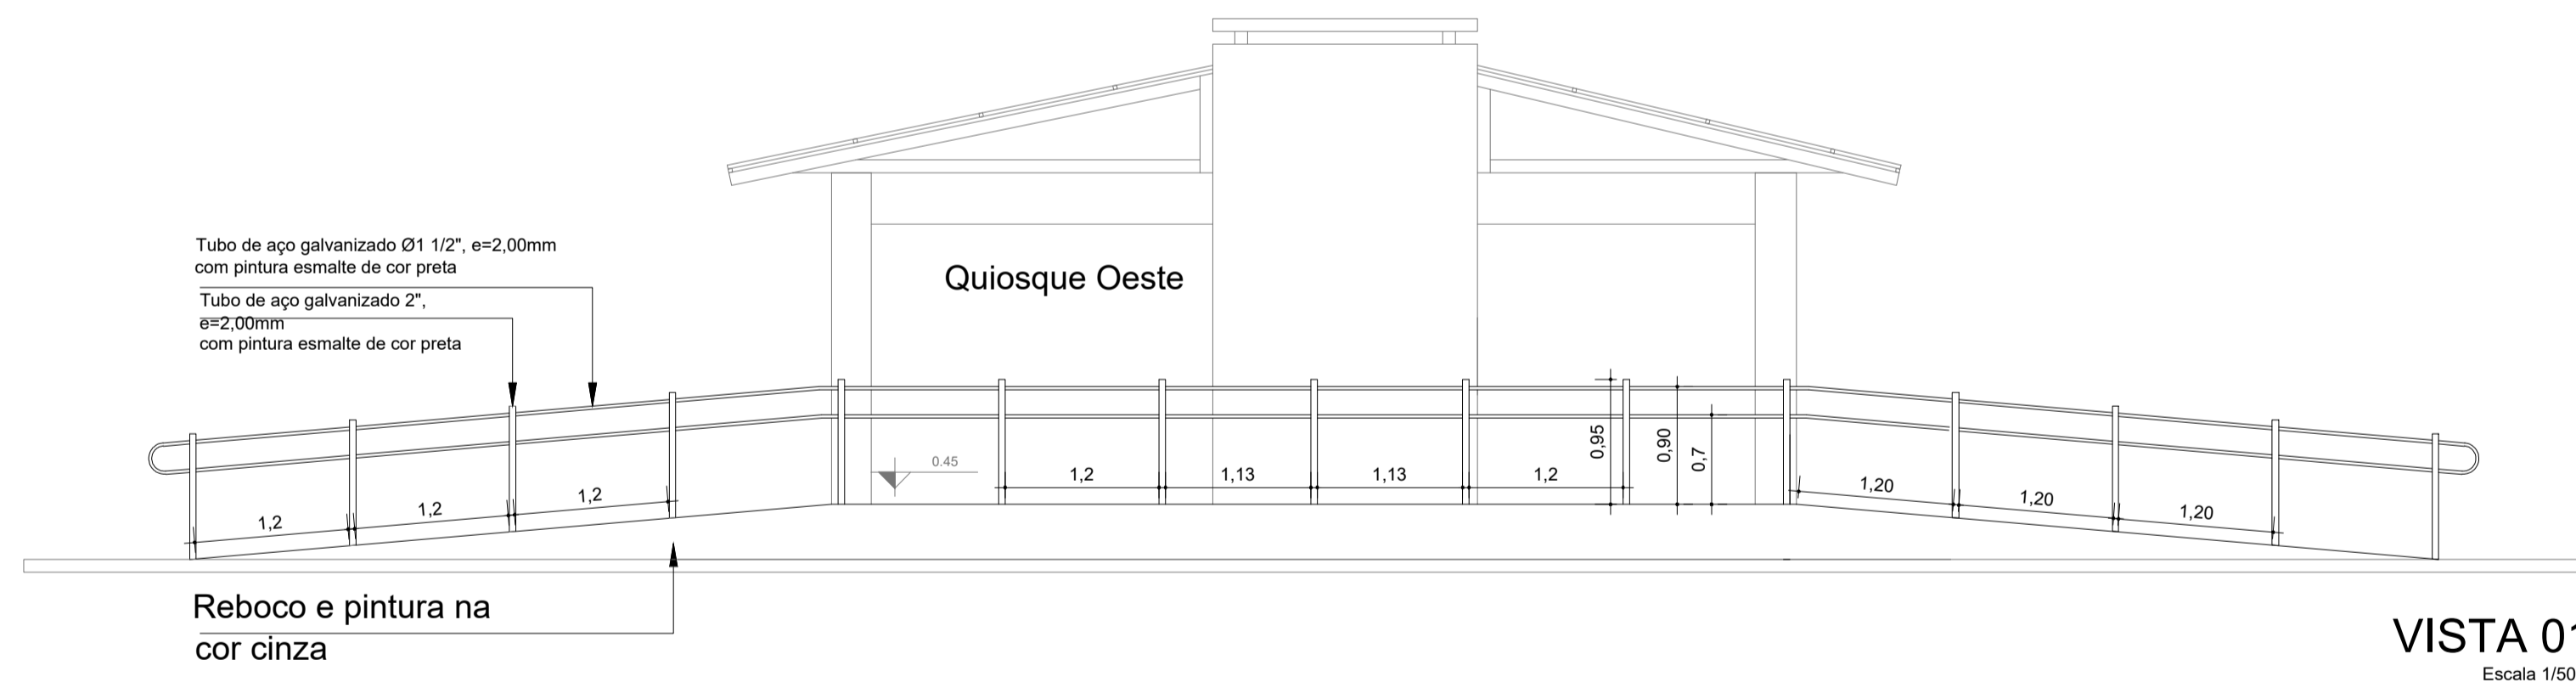 Tubo de aço galvanizado Ø1 1/2", e=2,00mm
com pintura esmalte de cor preta
Tubo de aço galvanizado 2",
e=2,00mm
com pintura esmalte de cor preta
Quiosque Oeste
0.45
1,2
1,2
1,2
1,2
1,13
1,13
1,2
0,95
0,90
0,7
1,20
1,20
1,20
Reboco e pintura na
cor cinza
VISTA 01
Escala 1/50